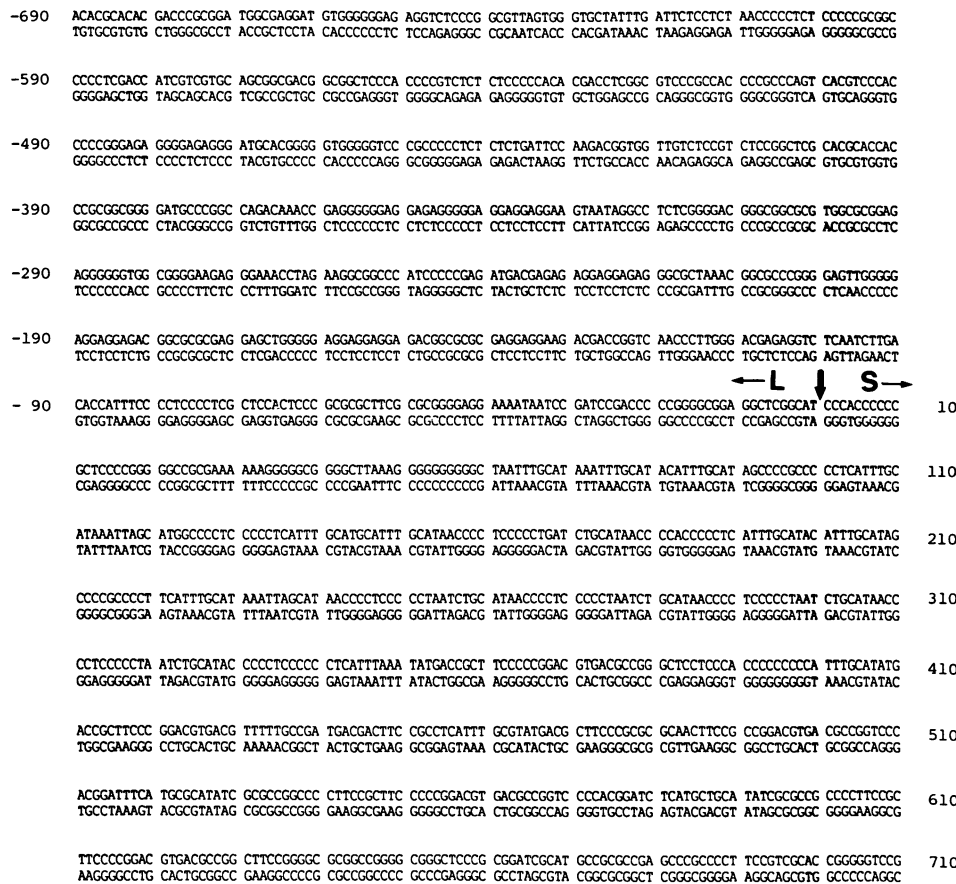 -690 ACACGCACAC GACCCGCGGA TGGCGAGGAT GTGGGGGGAG AGGTCTCCCG GCGTTAGTGG GTGCTATTTG ATTCTCCTCT AACCCCCTCT CCCCCGCGGC
TGTGCGTGTG CTGGGCGCCT ACCGCTCCTA CACCCCCCTC TCCAGAGGGC CGCAATCACC CACGATAAAC TAAGAGGAGA TTGGGGGAGA GGGGGCGCCG
-590 CCCCTCGACC ATCGTCGTGC AGCGGCGACG GCGGCTCCCA CCCCGTCTCT CTCCCCCACA CGACCTCGGC GTCCCGCCAC CCCGCCCAGT CACGTCCCAC
GGGGAGCTGG TAGCAGCACG TCGCCGCTGC CGCCGAGGGT GGGGCAGAGA GAGGGGGTGT GCTGGAGCCG CAGGGCGGTG GGGCGGGTCA GTGCAGGGTG
-490 CCCCGGGAGA GGGGAGAGGG ATGCACGGGG GTGGGGGTCC CGCCCCCTCT CTCTGATTCC AAGACGGTGG TTGTCTCCGT CTCCGGCTCG CACGCACCAC
GGGGCCCTCT CCCCTCTCCC TACGTGCCCC CACCCCCAGG GCGGGGGAGA GAGACTAAGG TTCTGCCACC AACAGAGGCA GAGGCCGAGC GTGCGTGGTG
-390 CCGCGGCGGG GATGCCCGGC CAGACAAACC GAGGGGGAGG GAGAGGGGGA GGAGGAGGAA GTAATAGGCC TCTCGGGGAC GGGCGGCGCG TGGCGCGGAG
GGCGCCGCCC CTACGGGCCG GTCTGTTTGG CTCCCCCTCC CTCTCCCCCT CCTCCTCCTT CATTATCCGG AGAGCCCCTG CCCGCCGCGC ACCGCGCCTC
-290 AGGGGGGTGG CGGGGAAGAG GGAAACCTAG AAGGCGGCCC ATCCCCCGAG ATGACGAGAG AGGAGGAGAG GGCGCTAAAC GGCGCCCGGG GAGTTGGGGG
TCCCCCCACC GCCCCTTCTC CCTTTGGATC TTCCGCCGGG TAGGGGGCTC TACTGCTCTC TCCTCCTCTC CCGCGATTTG CCGCGGGCCC CTCAACCCCC
-190 AGGAGGAGAC GGCGCGCGAG GAGCTGGGGG AGGAGGAGGA GACGGCGCGC GAGGAGGAAG ACGACCGGTC AACCCTTGGG ACGAGAGGTC TCAATCTTGA
TCCTCCTCTG CCGCGCGCTC CTCGACCCCC TCCTCCTCCT CTGCCGCGCG CTCCTCCTTC TGCTGGCCAG TTGGGAACCC TGCTCTCCAG AGTTAGAACT
←L ↓ S→
- 90 CACCATTTCC CCTCCCCTCG CTCCACTCCC GCGCGCTTCG CGCGGGGAGG AAAATAATCC GATCCGACCC CCGGGGCGGA GGCTCGGCAT CCCACCCCCC 10
GTGGTAAAGG GGAGGGGAGC GAGGTGAGGG CGCGCGAAGC GCGCCCCTCC TTTTATTAGG CTAGGCTGGG GGCCCCGCCT CCGAGCCGTA GGGTGGGGGG
GCTCCCCGGG GGCCGCGAAA AAAGGGGGCG GGGCTTAAAG GGGGGGGGGC TAATTTGCAT AAATTTGCAT ACATTTGCAT AGCCCCGCCC CCTCATTTGC 110
CGAGGGGCCC CCGGCGCTTT TTTCCCCCGC CCCGAATTTC CCCCCCCCCG ATTAAACGTA TTTAAACGTA TGTAAACGTA TCGGGGCGGG GGAGTAAACG
ATAAATTAGC ATGGCCCCTC CCCCTCATTT GCATGCATTT GCATAACCCC TCCCCCTGAT CTGCATAACC CCACCCCCTC ATTTGCATAC ATTTGCATAG 210
TATTTAATCG TACCGGGGAG GGGGAGTAAA CGTACGTAAA CGTATTGGGG AGGGGGACTA GACGTATTGG GGTGGGGGAG TAAACGTATG TAAACGTATC
CCCCGCCCCT TCATTTGCAT AAATTAGCAT AACCCCTCCC CCTAATCTGC ATAACCCCTC CCCCTAATCT GCATAACCCC TCCCCCTAAT CTGCATAACC 310
GGGGCGGGGA AGTAAACGTA TTTAATCGTA TTGGGGAGGG GGATTAGACG TATTGGGGAG GGGGATTAGA CGTATTGGGG AGGGGGATTA GACGTATTGG
CCTCCCCCTA ATCTGCATAC CCCCTCCCCC CTCATTTAAA TATGACCGCT TCCCCCGGAC GTGACGCCGG GCTCCTCCCA CCCCCCCCCA TTTGCATATG 410
GGAGGGGGAT TAGACGTATG GGGGAGGGGG GAGTAAATTT ATACTGGCGA AGGGGGCCTG CACTGCGGCC CGAGGAGGGT GGGGGGGGGT AAACGTATAC
ACCGCTTCCC GGACGTGACG TTTTTGCCGA TGACGACTTC CGCCTCATTT GCGTATGACG CTTCCCGCGC GCAACTTCCG CCGGACGTGA CGCCGGTCCC 510
TGGCGAAGGG CCTGCACTGC AAAAACGGCT ACTGCTGAAG GCGGAGTAAA CGCATACTGC GAAGGGCGCG CGTTGAAGGC GGCCTGCACT GCGGCCAGGG
ACGGATTTCA TGCGCATATC GCGCCGGCCC CTTCCGCTTC CCCCGGACGT GACGCCGGTC CCCACGGATC TCATGCTGCA TATCGCGCCG CCCCTTCCGC 610
TGCCTAAAGT ACGCGTATAG CGCGGCCGGG GAAGGCGAAG GGGGCCTGCA CTGCGGCCAG GGGTGCCTAG AGTACGACGT ATAGCGCGGC GGGGAAGGCG
TTCCCCGGAC GTGACGCCGG CTTCCGGGGC GCGGCCGGGG CGGGCTCCCG CGGATCGCAT GCCGCGCCGA GCCCGCCCCT TCCGTCGCAC CGGGGGTCCG 710
AAGGGGCCTG CACTGCGGCC GAAGGCCCCG CGCCGGCCCC GCCCGAGGGC GCCTAGCGTA CGGCGCGGCT CGGGCGGGGA AGGCAGCGTG GCCCCCAGGC